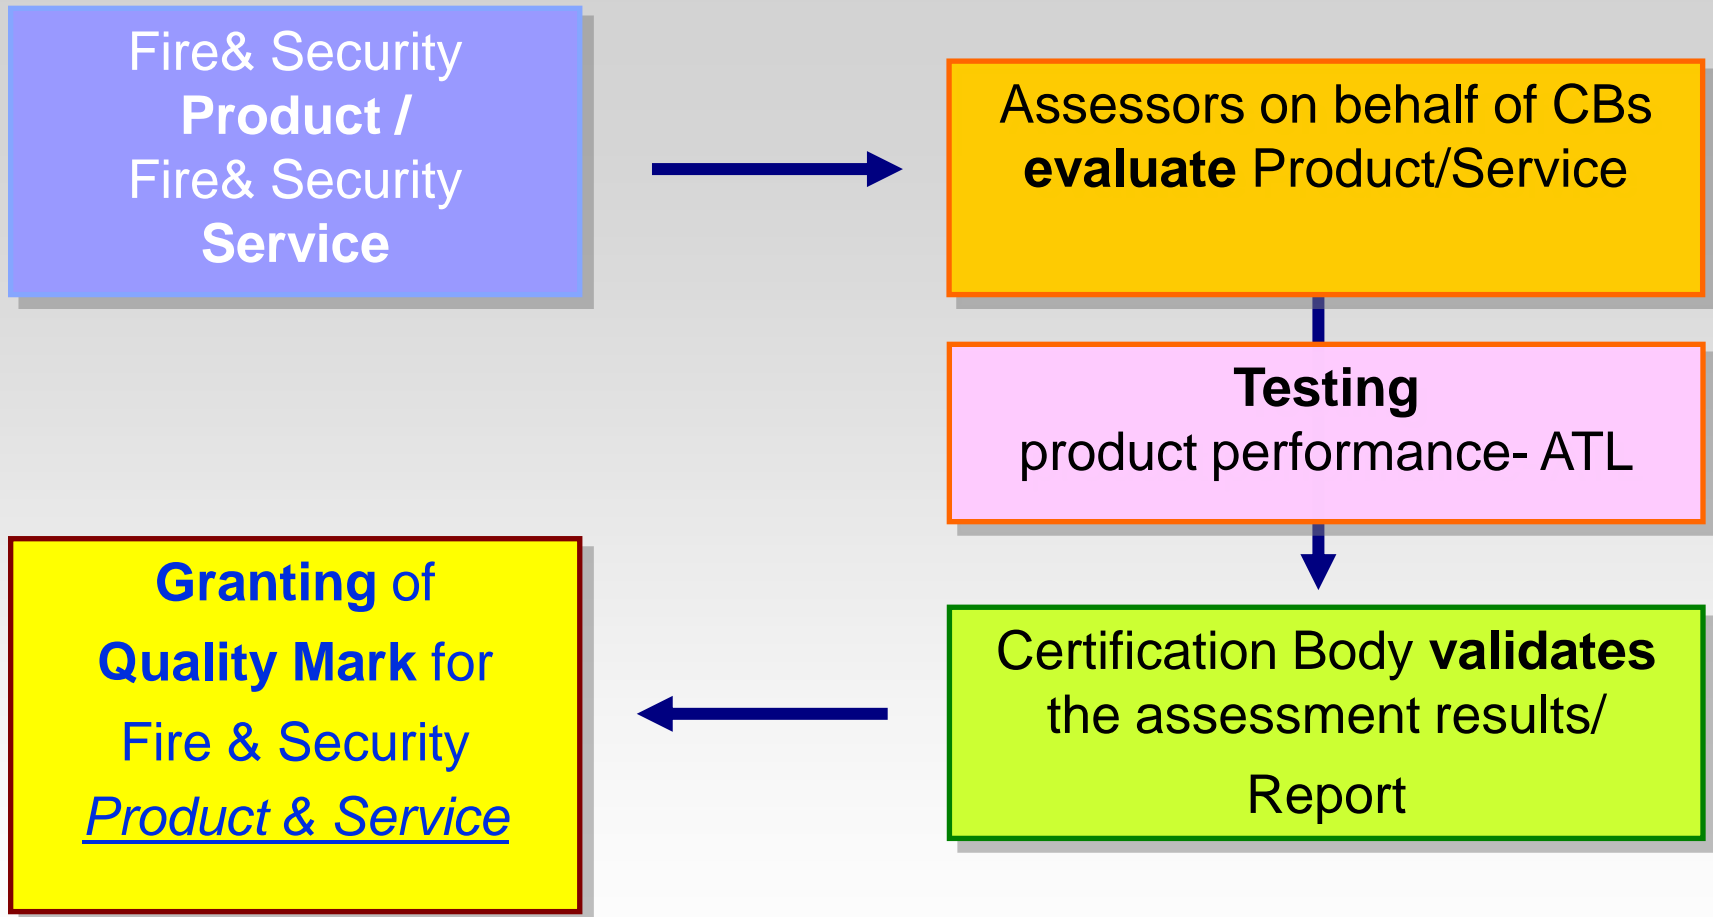 Fire& Security
Product /
Fire& Security
Service
Assessors on behalf of CBs
evaluate Product/Service
Testing
product performance- ATL
Certification Body validates
the assessment results/
Report
Granting of
Quality Mark for
Fire & Security
Product & Service